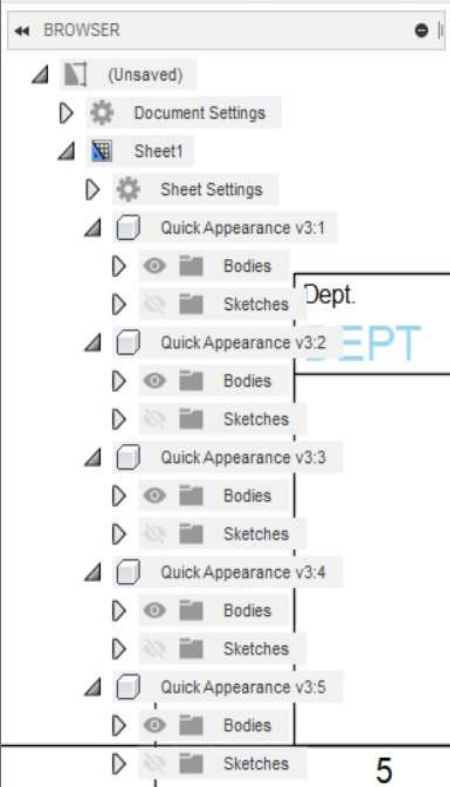 BROWSER
(Unsaved)
Document Settings
Sheet1
Sheet Settings
Quick Appearance v3:1
Bodies
Sketches
Dept.
Quick Appearance v3:2
EPT
Bodies
Sketches
Quick Appearance v3:3
Bodies
Sketches
Quick Appearance v3:4
Bodies
Sketches
Quick Appearance v3:5
Bodies
Sketches
5